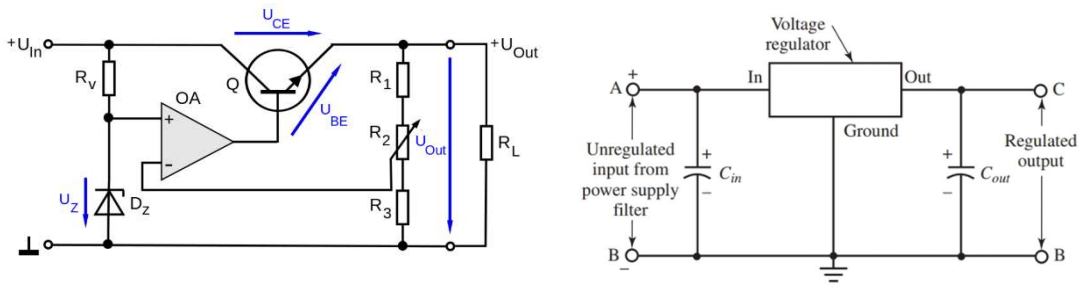 U_CE
+U_In
+U_Out
R_v
OA
Q
R_1
+
U_BE
R_2
U_Out
R_L
-
U_Z
D_Z
R_3
Voltage
regulator
In
Out
A
+
C
Ground
Unregulated
input from
power supply
filter
+
C_in
−
+
C_out
−
Regulated
output
B
−
B